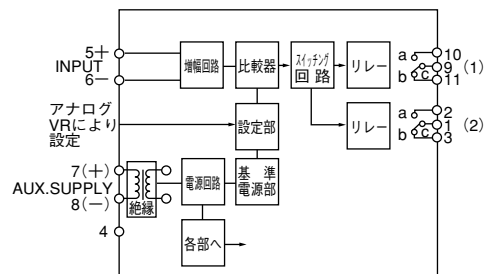 5＋
INPUT
6－
増幅回路
比較器
スイッチング
回 路
リレー
a
10
9
(1)
b
c
11
アナログ
VRにより
設定
設定部
リレー
a
2
1
(2)
b
c
3
7(＋)
AUX.SUPPLY
8(－)
絶縁
電源回路
基 準
電源部
4
各部へ